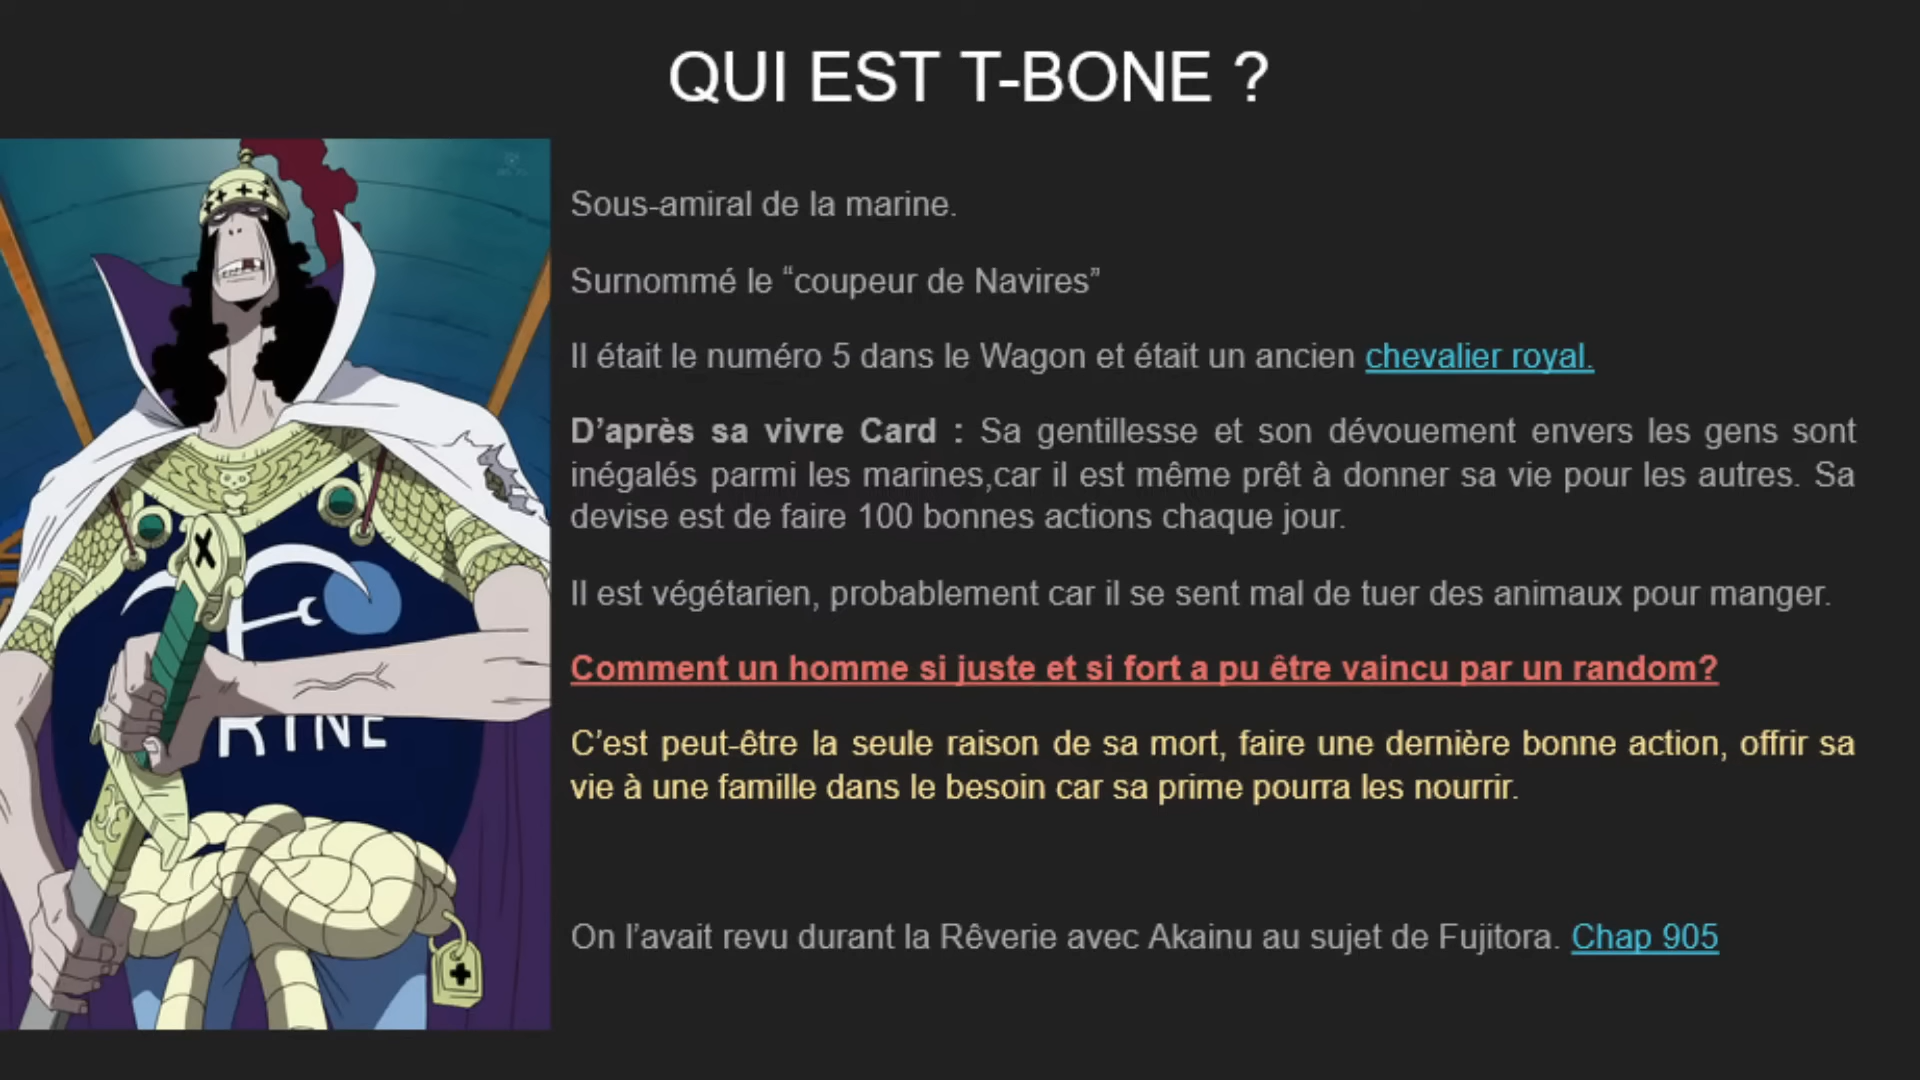 QUI EST T-BONE ?
Sous-amiral de la marine.
Surnommé le “coupeur de Navires”
Il était le numéro 5 dans le Wagon et était un ancien chevalier royal.
D’après sa vivre Card : Sa gentillesse et son dévouement envers les gens sont
inégalés parmi les marines,car il est même prêt à donner sa vie pour les autres. Sa
devise est de faire 100 bonnes actions chaque jour.
Il est végétarien, probablement car il se sent mal de tuer des animaux pour manger.
Comment un homme si juste et si fort a pu être vaincu par un random?
C’est peut-être la seule raison de sa mort, faire une dernière bonne action, offrir sa
vie à une famille dans le besoin car sa prime pourra les nourrir.
On l’avait revu durant la Rêverie avec Akainu au sujet de Fujitora. Chap 905
RINE